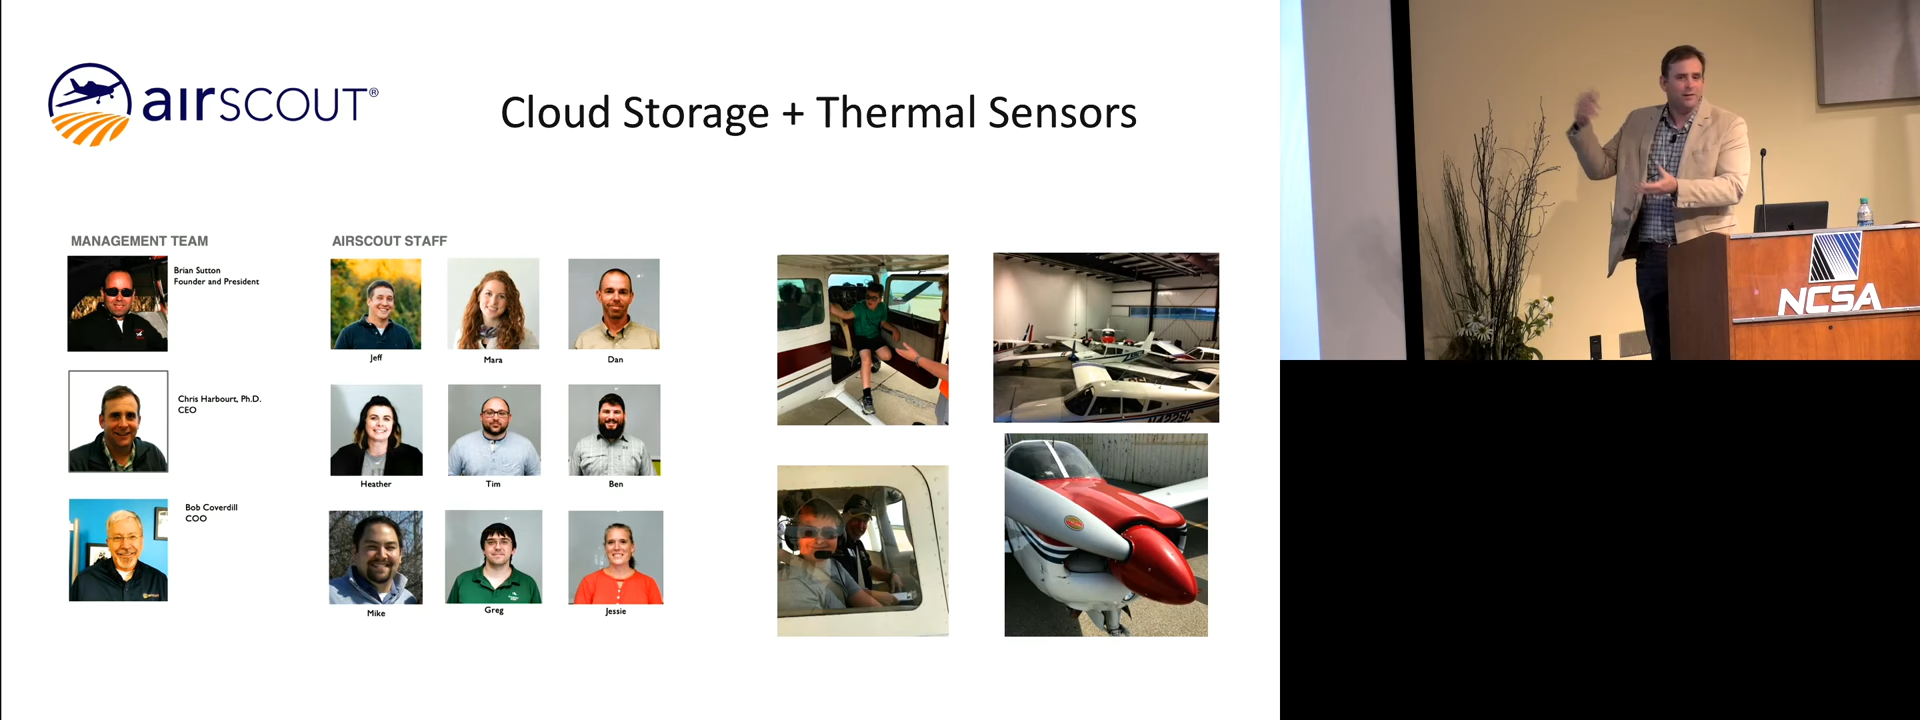 airSCOUT®
Cloud Storage + Thermal Sensors
MANAGEMENT TEAM
Brian Sutton
Founder and President
Chris Harbourt, Ph.D.
CEO
Bob Coverdill
COO
AIRSCOUT STAFF
Jeff
Mara
Dan
Heather
Tim
Ben
Mike
Greg
Jessie
NCSA